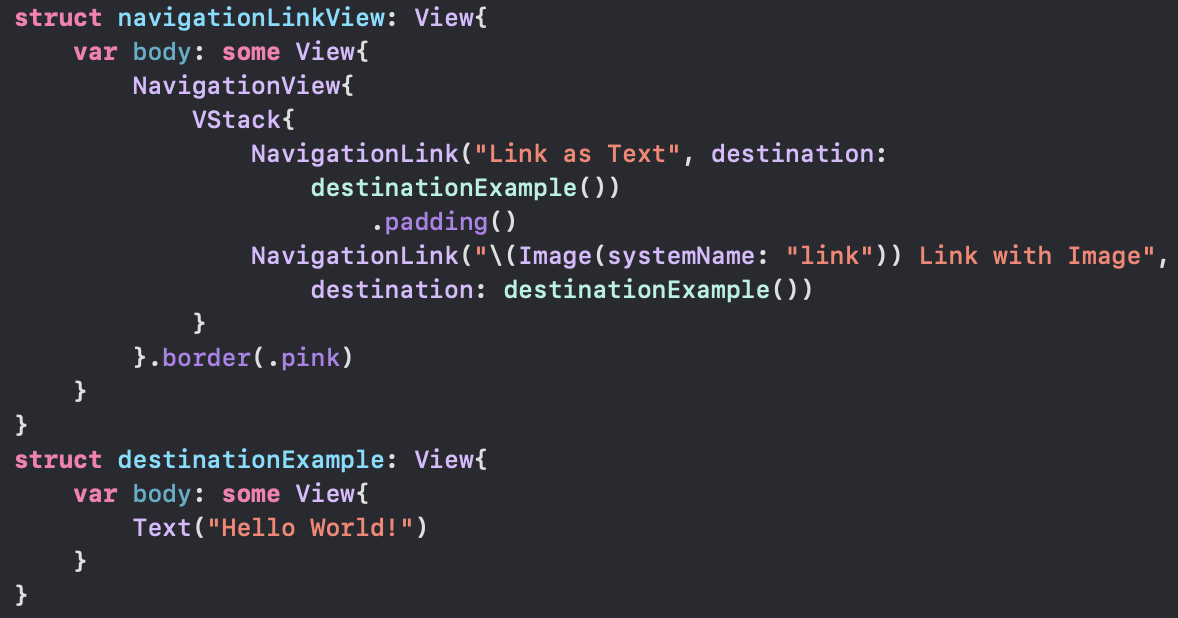 struct navigationLinkView: View{
    var body: some View{
        NavigationView{
            VStack{
                NavigationLink("Link as Text", destination:
                    destinationExample())
                        .padding()
                NavigationLink("\(Image(systemName: "link")) Link with Image",
                    destination: destinationExample())
            }
        }.border(.pink)
    }
}
struct destinationExample: View{
    var body: some View{
        Text("Hello World!")
    }
}